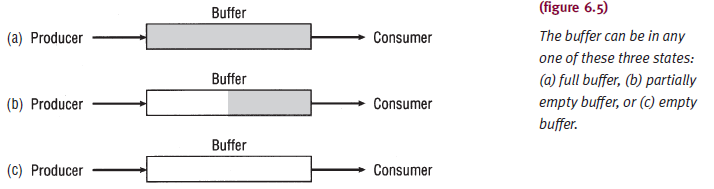 Buffer
(a) Producer Consumer
Buffer
(b) Producer Consumer
Buffer
(c) Producer Consumer
(figure 6.5)
The buffer can be in any
one of these three states:
(a) full buffer, (b) partially
empty buffer, or (c) empty
buffer.